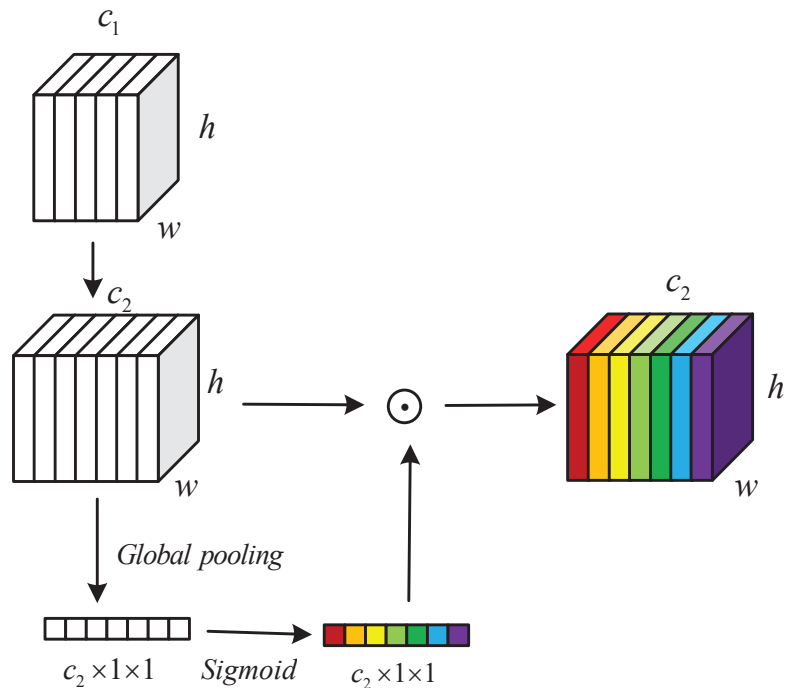 c₁
h
w
c₂
h
w
Global pooling
c₂ ×1×1
Sigmoid
c₂ ×1×1
c₂
h
w